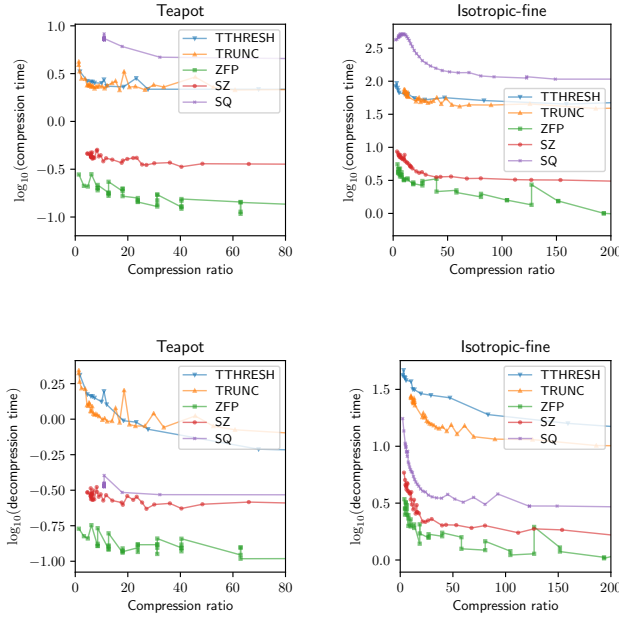 Teapot
1.0
0.5
0.0
−0.5
−1.0
log₁₀(compression time)
TTHRESH
TRUNC
ZFP
SZ
SQ
0 20 40 60 80
Compression ratio
Isotropic-fine
2.5
2.0
1.5
1.0
0.5
0.0
log₁₀(compression time)
TTHRESH
TRUNC
ZFP
SZ
SQ
0 50 100 150 200
Compression ratio
Teapot
0.25
0.00
−0.25
−0.50
−0.75
−1.00
log₁₀(decompression time)
TTHRESH
TRUNC
ZFP
SZ
SQ
0 20 40 60 80
Compression ratio
Isotropic-fine
1.5
1.0
0.5
0.0
log₁₀(decompression time)
TTHRESH
TRUNC
ZFP
SZ
SQ
0 50 100 150 200
Compression ratio